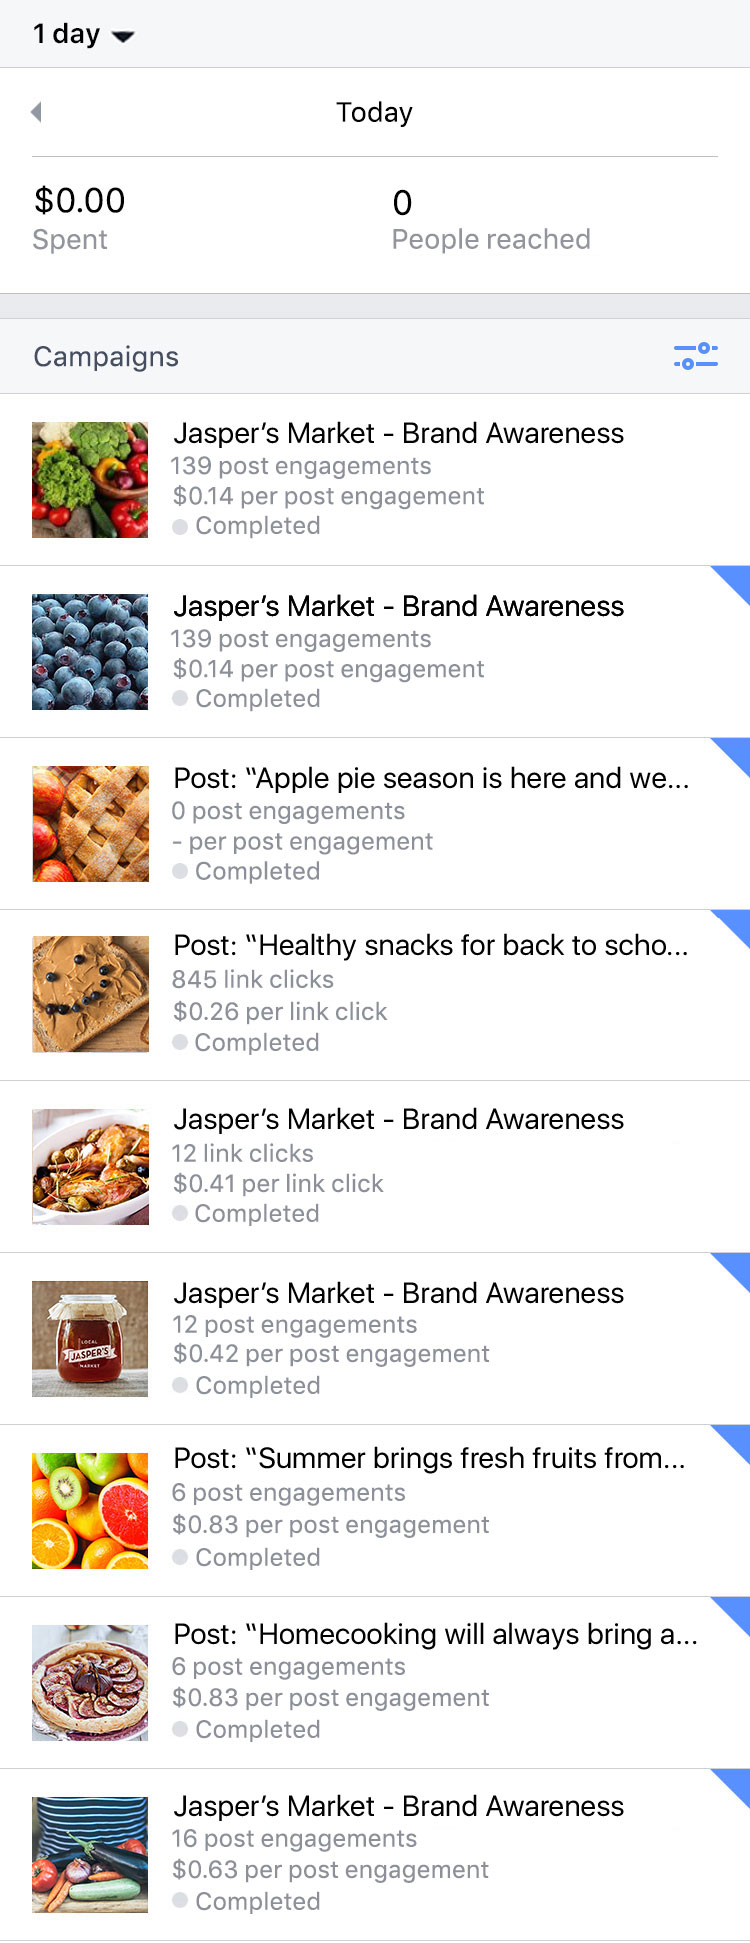 1 day
Today
$0.00
0
Spent
People reached
Campaigns
Jasper’s Market - Brand Awareness
139 post engagements
$0.14 per post engagement
Completed
Jasper’s Market - Brand Awareness
139 post engagements
$0.14 per post engagement
Completed
Post: “Apple pie season is here and we...
0 post engagements
- per post engagement
Completed
Post: “Healthy snacks for back to scho...
845 link clicks
$0.26 per link click
Completed
Jasper’s Market - Brand Awareness
12 link clicks
$0.41 per link click
Completed
LOCAL
JASPER'S
MARKET
Jasper’s Market - Brand Awareness
12 post engagements
$0.42 per post engagement
Completed
Post: “Summer brings fresh fruits from...
6 post engagements
$0.83 per post engagement
Completed
Post: “Homecooking will always bring a...
6 post engagements
$0.83 per post engagement
Completed
Jasper’s Market - Brand Awareness
16 post engagements
$0.63 per post engagement
Completed